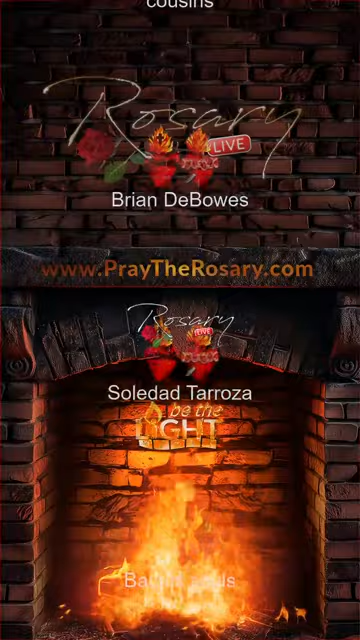 cousins
Rosary
LIVE
Brian DeBowes
www.PrayTheRosary.com
Rosary
LIVE
Soledad Tarroza
be the
LIGHT